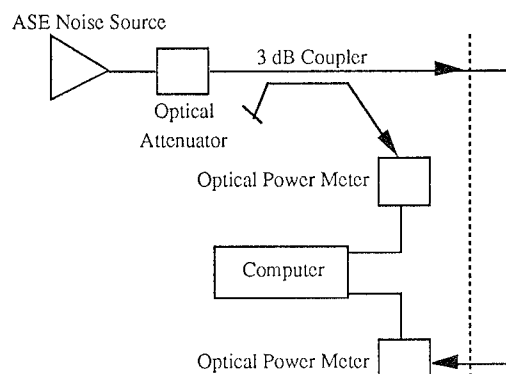 ASE Noise Source
3 dB Coupler
Optical
Attenuator
Optical Power Meter
Computer
Optical Power Meter